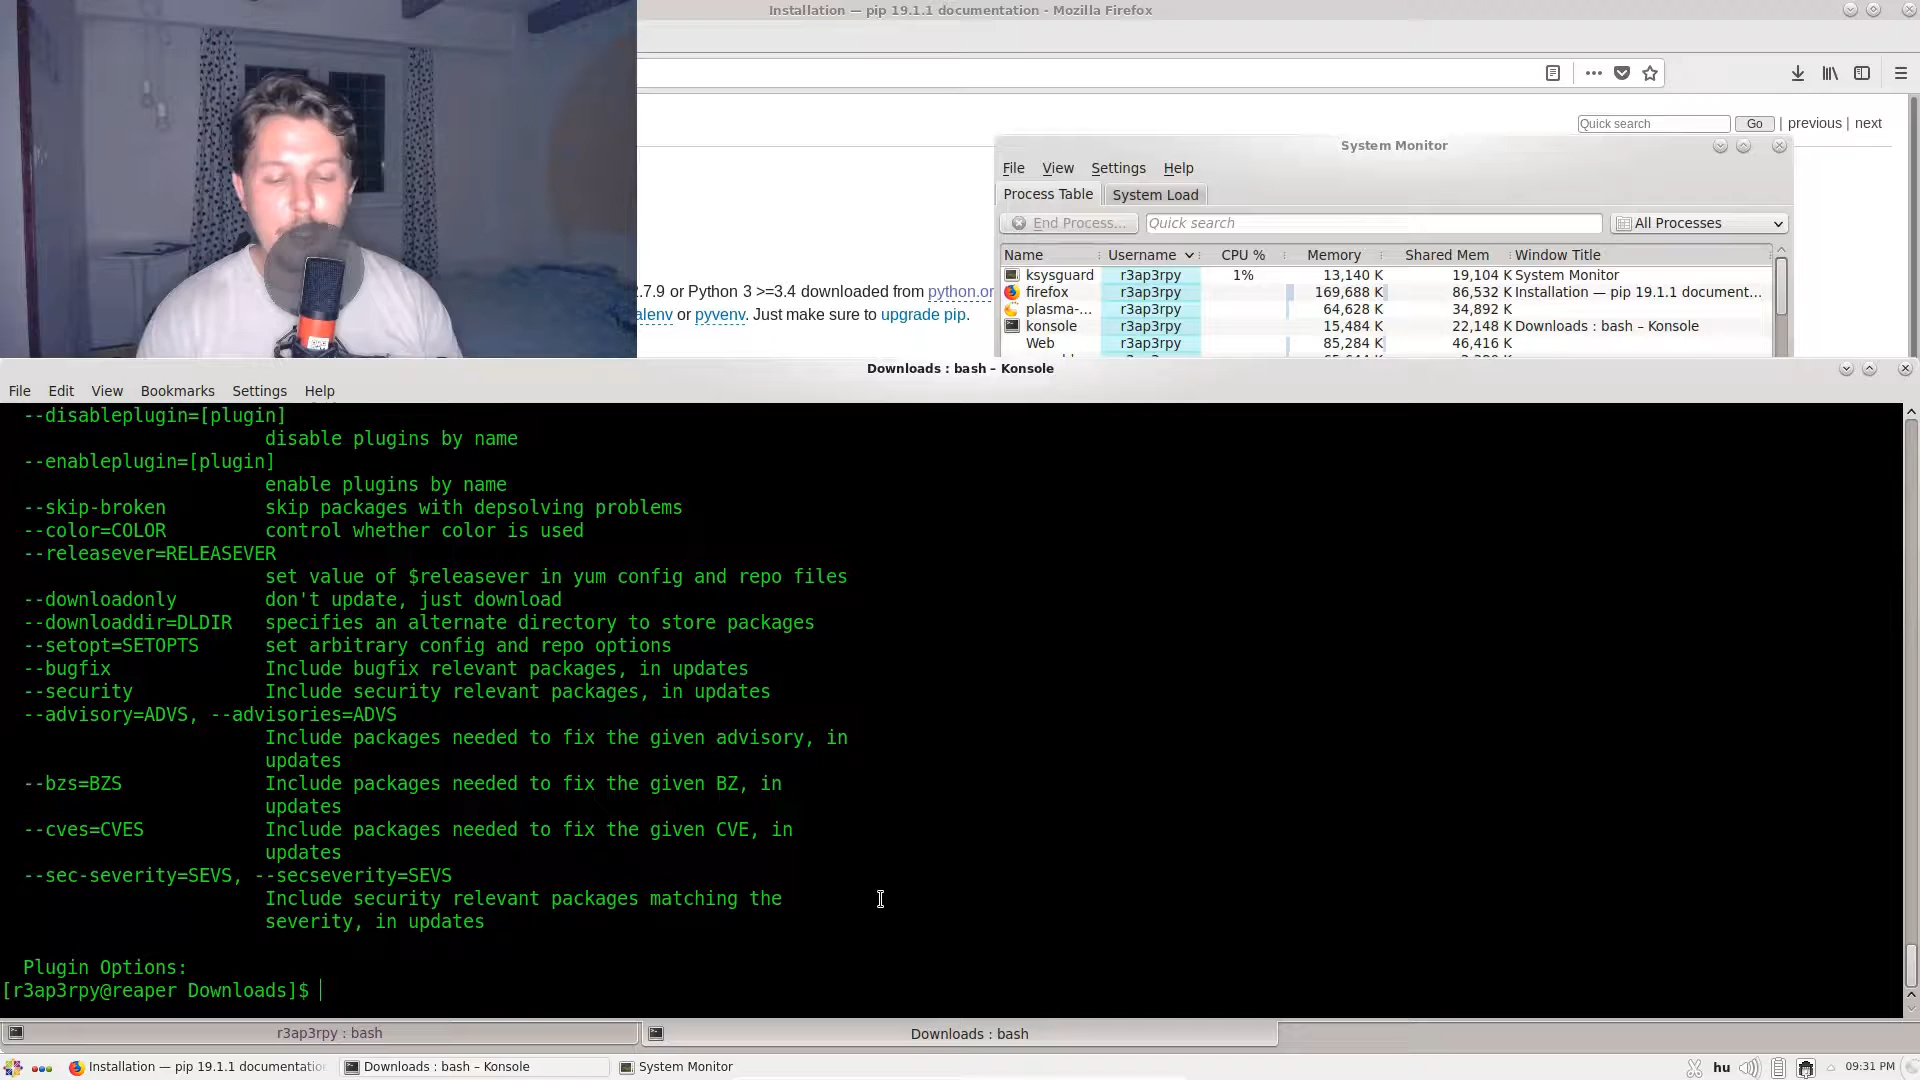 Installation — pip 19.1.1 documentation - Mozilla Firefox
Quick search
Go
| previous | next
.7.9 or Python 3 >=3.4 downloaded from python.or
alenv or pyvenv. Just make sure to upgrade pip.
System Monitor
File View Settings Help
Process Table System Load
End Process... Quick search All Processes
Name Username CPU % Memory Shared Mem Window Title
ksysguard r3ap3rpy 1% 13,140 K 19,104 K System Monitor
firefox r3ap3rpy 169,688 K 86,532 K Installation — pip 19.1.1 document...
plasma-... r3ap3rpy 64,628 K 34,892 K
konsole r3ap3rpy 15,484 K 22,148 K Downloads : bash – Konsole
Web r3ap3rpy 85,284 K 46,416 K
Downloads : bash – Konsole
File Edit View Bookmarks Settings Help
--disableplugin=[plugin]
disable plugins by name
--enableplugin=[plugin]
enable plugins by name
--skip-broken skip packages with depsolving problems
--color=COLOR control whether color is used
--releasever=RELEASEVER
set value of $releasever in yum config and repo files
--downloadonly don't update, just download
--downloaddir=DLDIR specifies an alternate directory to store packages
--setopt=SETOPTS set arbitrary config and repo options
--bugfix Include bugfix relevant packages, in updates
--security Include security relevant packages, in updates
--advisory=ADVS, --advisories=ADVS
Include packages needed to fix the given advisory, in
updates
--bzs=BZS Include packages needed to fix the given BZ, in
updates
--cves=CVES Include packages needed to fix the given CVE, in
updates
--sec-severity=SEVS, --secseverity=SEVS
Include security relevant packages matching the
severity, in updates
Plugin Options:
[r3ap3rpy@reaper Downloads]$
r3ap3rpy : bash
Downloads : bash
Installation — pip 19.1.1 documentatio
Downloads : bash – Konsole
System Monitor
hu
09:31 PM